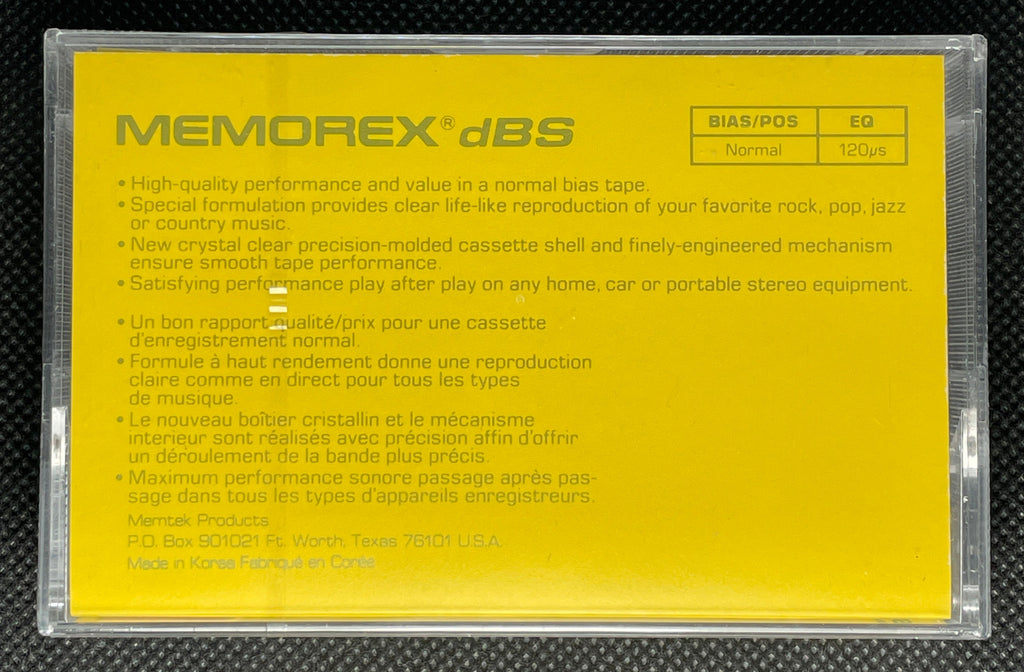 MEMOREX® dBS
BIAS/POS EQ
Normal 120µs
• High-quality performance and value in a normal bias tape.
• Special formulation provides clear life-like reproduction of your favorite rock, pop, jazz
or country music.
• New crystal clear precision-molded cassette shell and finely-engineered mechanism
ensure smooth tape performance.
• Satisfying performance play after play on any home, car or portable stereo equipment.
• Un bon rapport qualité/prix pour une cassette
d'enregistrement normal.
• Formule à haut rendement donne une reproduction
claire comme en direct pour tous les types
de musique.
• Le nouveau boîtier cristallin et le mécanisme
interieur sont réalisés avec précision affin d'offrir
un déroulement de la bande plus précis.
• Maximum performance sonore passage après pas-
sage dans tous les types d'appareils enregistreurs.
Memtek Products
P.O. Box 901021 Ft. Worth, Texas 76101 U.S.A.
Made in Korea Fabriqué en Corée